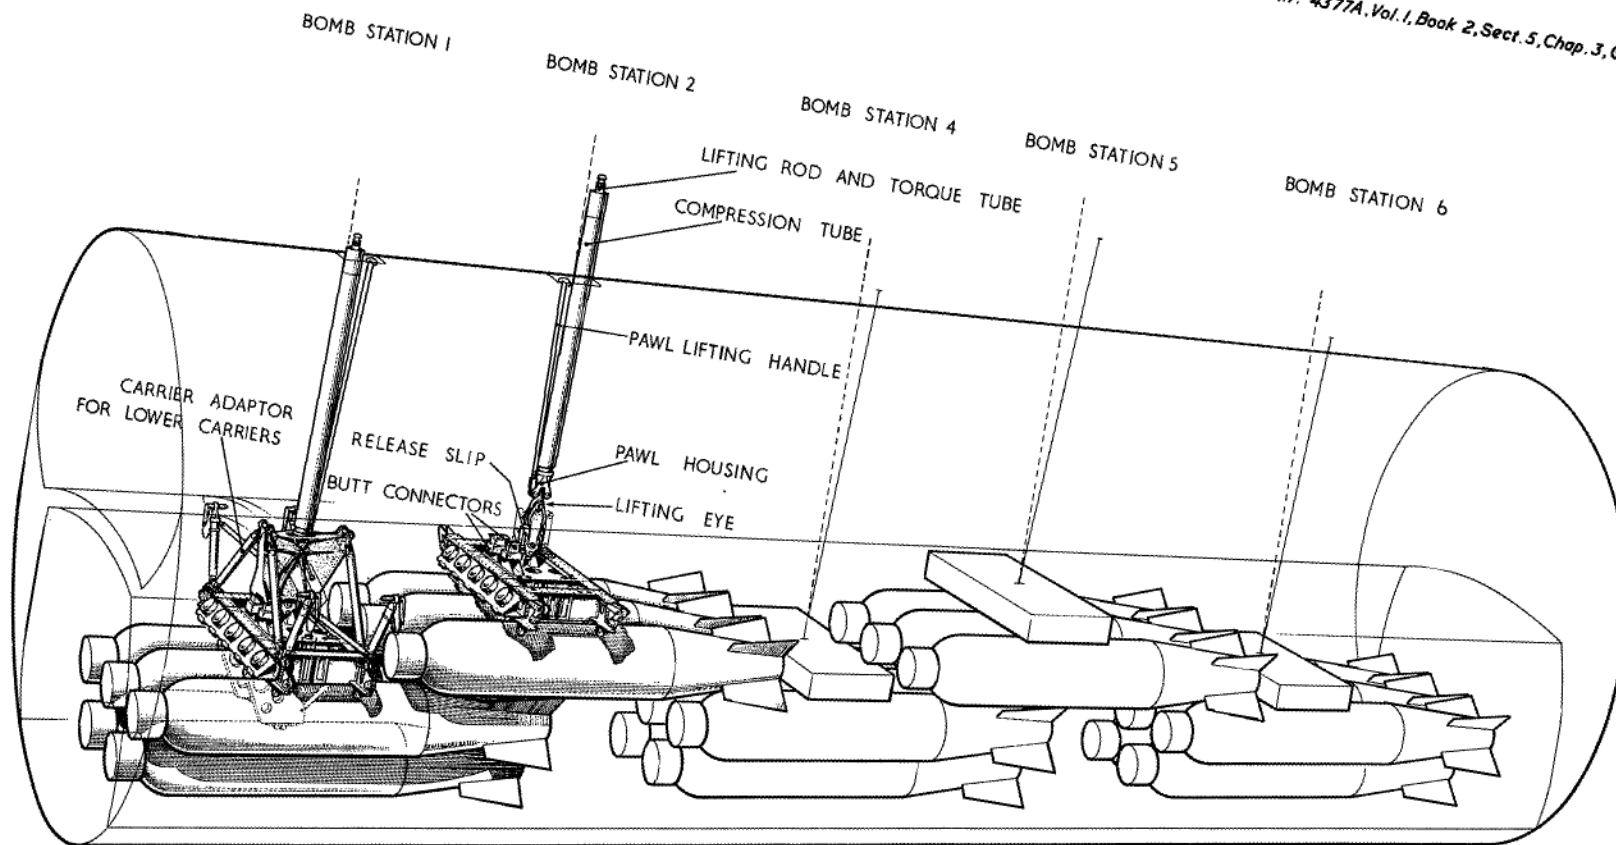 4377A, Vol. 1, Book 2, Sect. 5, Chap. 3,
BOMB STATION 1
BOMB STATION 2
BOMB STATION 4
BOMB STATION 5
BOMB STATION 6
LIFTING ROD AND TORQUE TUBE
COMPRESSION TUBE
PAWL LIFTING HANDLE
CARRIER ADAPTOR
FOR LOWER CARRIERS
RELEASE SLIP
BUTT CONNECTORS
PAWL HOUSING
LIFTING EYE